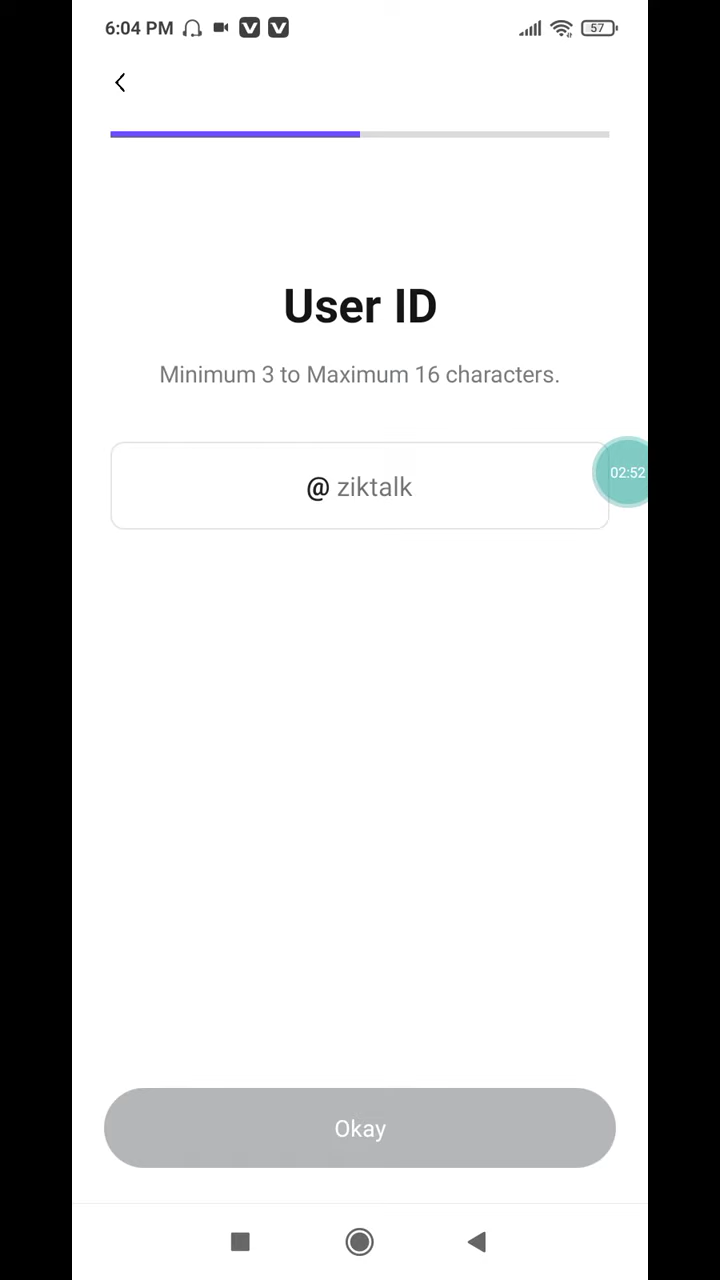 6:04 PM
57
User ID
Minimum 3 to Maximum 16 characters.
@ ziktalk
02:52
Okay